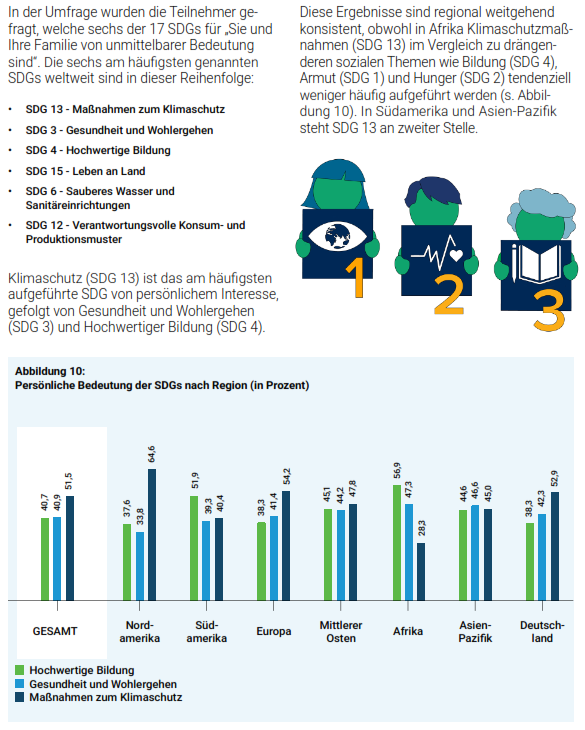 In der Umfrage wurden die Teilnehmer ge-
fragt, welche sechs der 17 SDGs für „Sie und
Ihre Familie von unmittelbarer Bedeutung
sind“. Die sechs am häufigsten genannten
SDGs weltweit sind in dieser Reihenfolge:
• SDG 13 - Maßnahmen zum Klimaschutz
• SDG 3 - Gesundheit und Wohlergehen
• SDG 4 - Hochwertige Bildung
• SDG 15 - Leben an Land
• SDG 6 - Sauberes Wasser und
Sanitäreinrichtungen
• SDG 12 - Verantwortungsvolle Konsum- und
Produktionsmuster
Klimaschutz (SDG 13) ist das am häufigsten
aufgeführte SDG von persönlichem Interesse,
gefolgt von Gesundheit und Wohlergehen
(SDG 3) und Hochwertiger Bildung (SDG 4).
Diese Ergebnisse sind regional weitgehend
konsistent, obwohl in Afrika Klimaschutzmaß-
nahmen (SDG 13) im Vergleich zu drängen-
deren sozialen Themen wie Bildung (SDG 4),
Armut (SDG 1) und Hunger (SDG 2) tendenziell
weniger häufig aufgeführt werden (s. Abbil-
dung 10). In Südamerika und Asien-Pazifik
steht SDG 13 an zweiter Stelle.
1
2
3
Abbildung 10:
Persönliche Bedeutung der SDGs nach Region (in Prozent)
40,7 40,9 51,5
37,6 33,8 64,6
51,9 39,3 40,4
38,3 41,4 54,2
45,1 44,2 47,8
56,9 47,3 28,3
44,6 46,6 45,0
38,3 42,3 52,9
GESAMT
Nord-
amerika
Süd-
amerika
Europa
Mittlerer
Osten
Afrika
Asien-
Pazifik
Deutsch-
land
Hochwertige Bildung
Gesundheit und Wohlergehen
Maßnahmen zum Klimaschutz